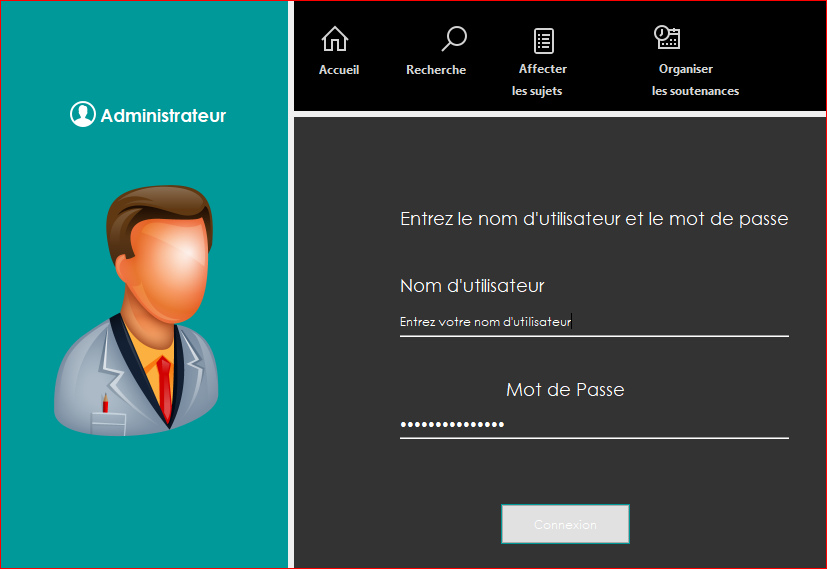 Administrateur
Accueil
Recherche
Affecter
les sujets
Organiser
les soutenances
Entrez le nom d'utilisateur et le mot de passe
Nom d'utilisateur
Entrez votre nom d'utilisateur
Mot de Passe
•••••••••••••••
Connexion